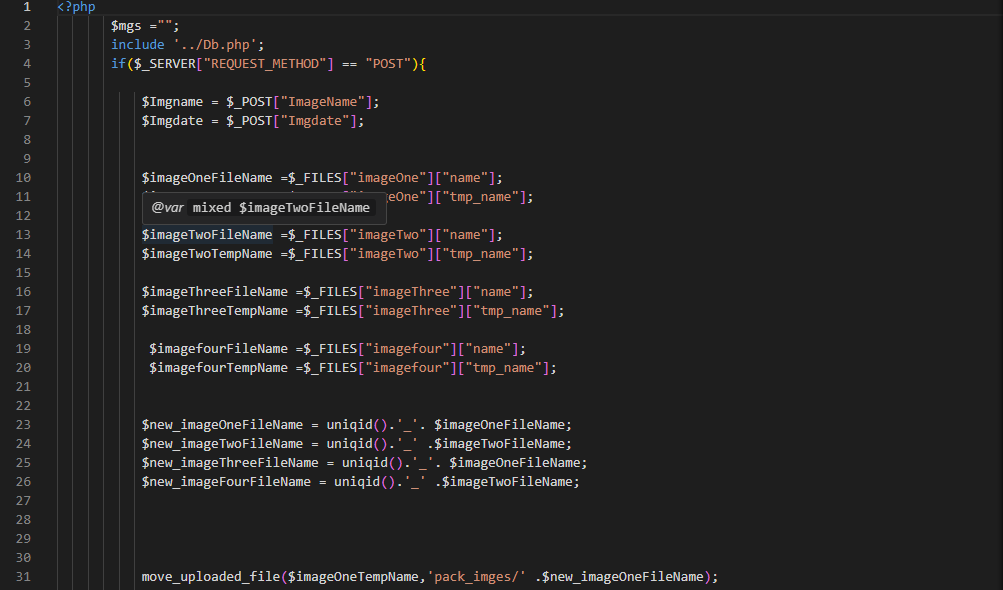 1 <?php
2 $mgs ="";
3 include '../Db.php';
4 if($_SERVER["REQUEST_METHOD"] == "POST"){
5
6 $Imgname = $_POST["ImageName"];
7 $Imgdate = $_POST["Imgdate"];
8
9
10 $imageOneFileName =$_FILES["imageOne"]["name"];
11 geOne"]["tmp_name"];
12 @var mixed $imageTwoFileName
13 $imageTwoFileName =$_FILES["imageTwo"]["name"];
14 $imageTwoTempName =$_FILES["imageTwo"]["tmp_name"];
15
16 $imageThreeFileName =$_FILES["imageThree"]["name"];
17 $imageThreeTempName =$_FILES["imageThree"]["tmp_name"];
18
19 $imagefourFileName =$_FILES["imagefour"]["name"];
20 $imagefourTempName =$_FILES["imagefour"]["tmp_name"];
21
22
23 $new_imageOneFileName = uniqid().'_'. $imageOneFileName;
24 $new_imageTwoFileName = uniqid().'_' .$imageTwoFileName;
25 $new_imageThreeFileName = uniqid().'_'. $imageOneFileName;
26 $new_imageFourFileName = uniqid().'_' .$imageTwoFileName;
27
28
29
30
31 move_uploaded_file($imageOneTempName,'pack_imges/' .$new_imageOneFileName);